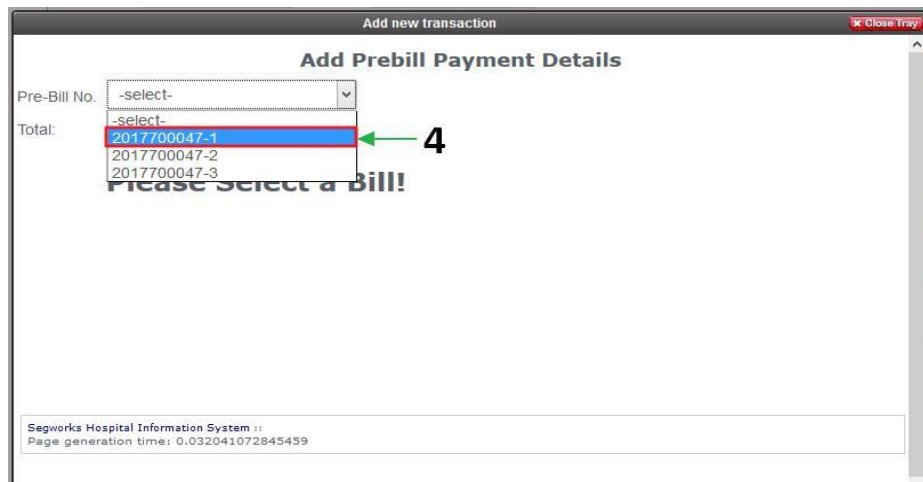 Add new transaction
Close Tray
Add Prebill Payment Details
Pre-Bill No. -select-
-select-
Total:
2017700047-1
4
2017700047-2
2017700047-3
Please Select a Bill!
Segworks Hospital Information System ::
Page generation time: 0.032041072845459